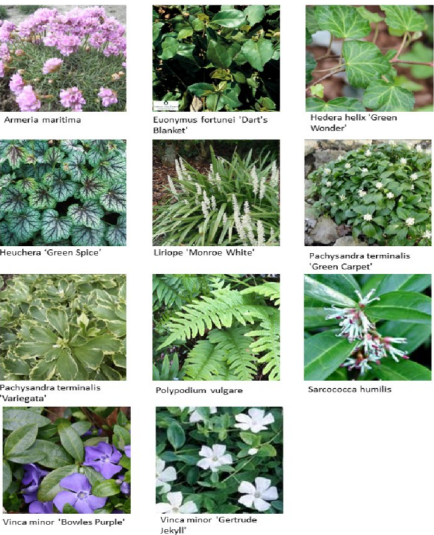 Armeria maritima
Euonymus fortunei 'Dart's
Blanket'
Hedera helix 'Green
Wonder'
Heuchera 'Green Spice'
Liriope 'Monroe White'
Pachysandra terminalis
'Green Carpet'
Pachysandra terminalis
'Variegata'
Polypodium vulgare
Sarcococca humilis
Vinca minor 'Bowles Purple'
Vinca minor 'Gertrude
Jekyll'